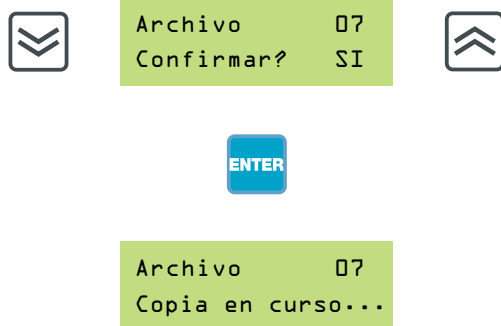 Archivo 07
Confirmar? SI
ENTER
Archivo 07
Copia en curso...